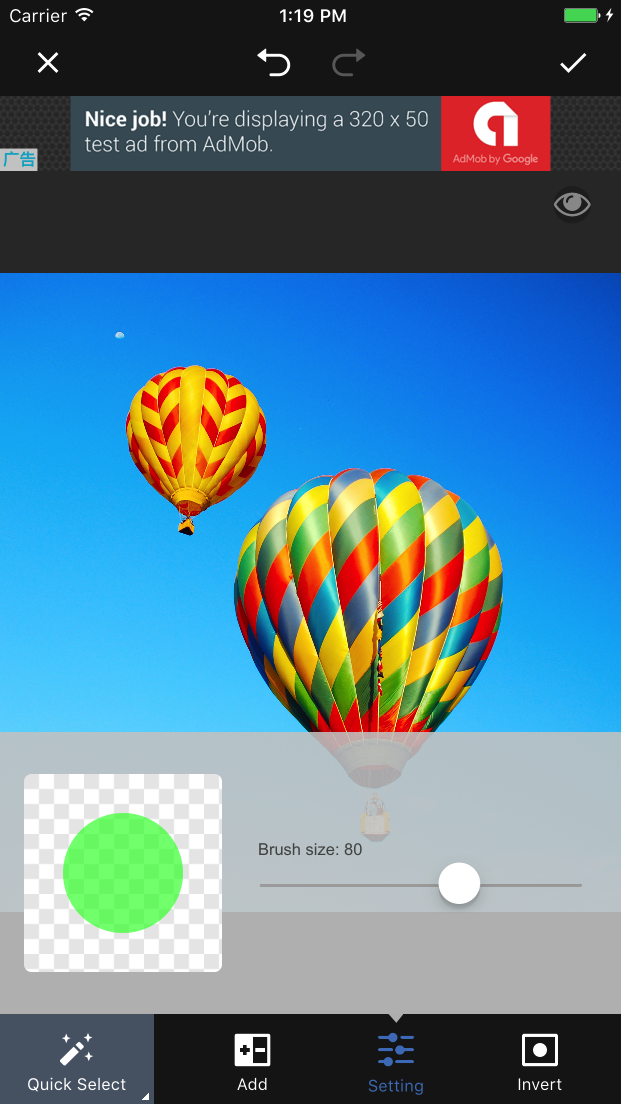 Carrier
1:19 PM
Nice job! You're displaying a 320 x 50
test ad from AdMob.
AdMob by Google
广告
Brush size: 80
Quick Select
Add
Setting
Invert